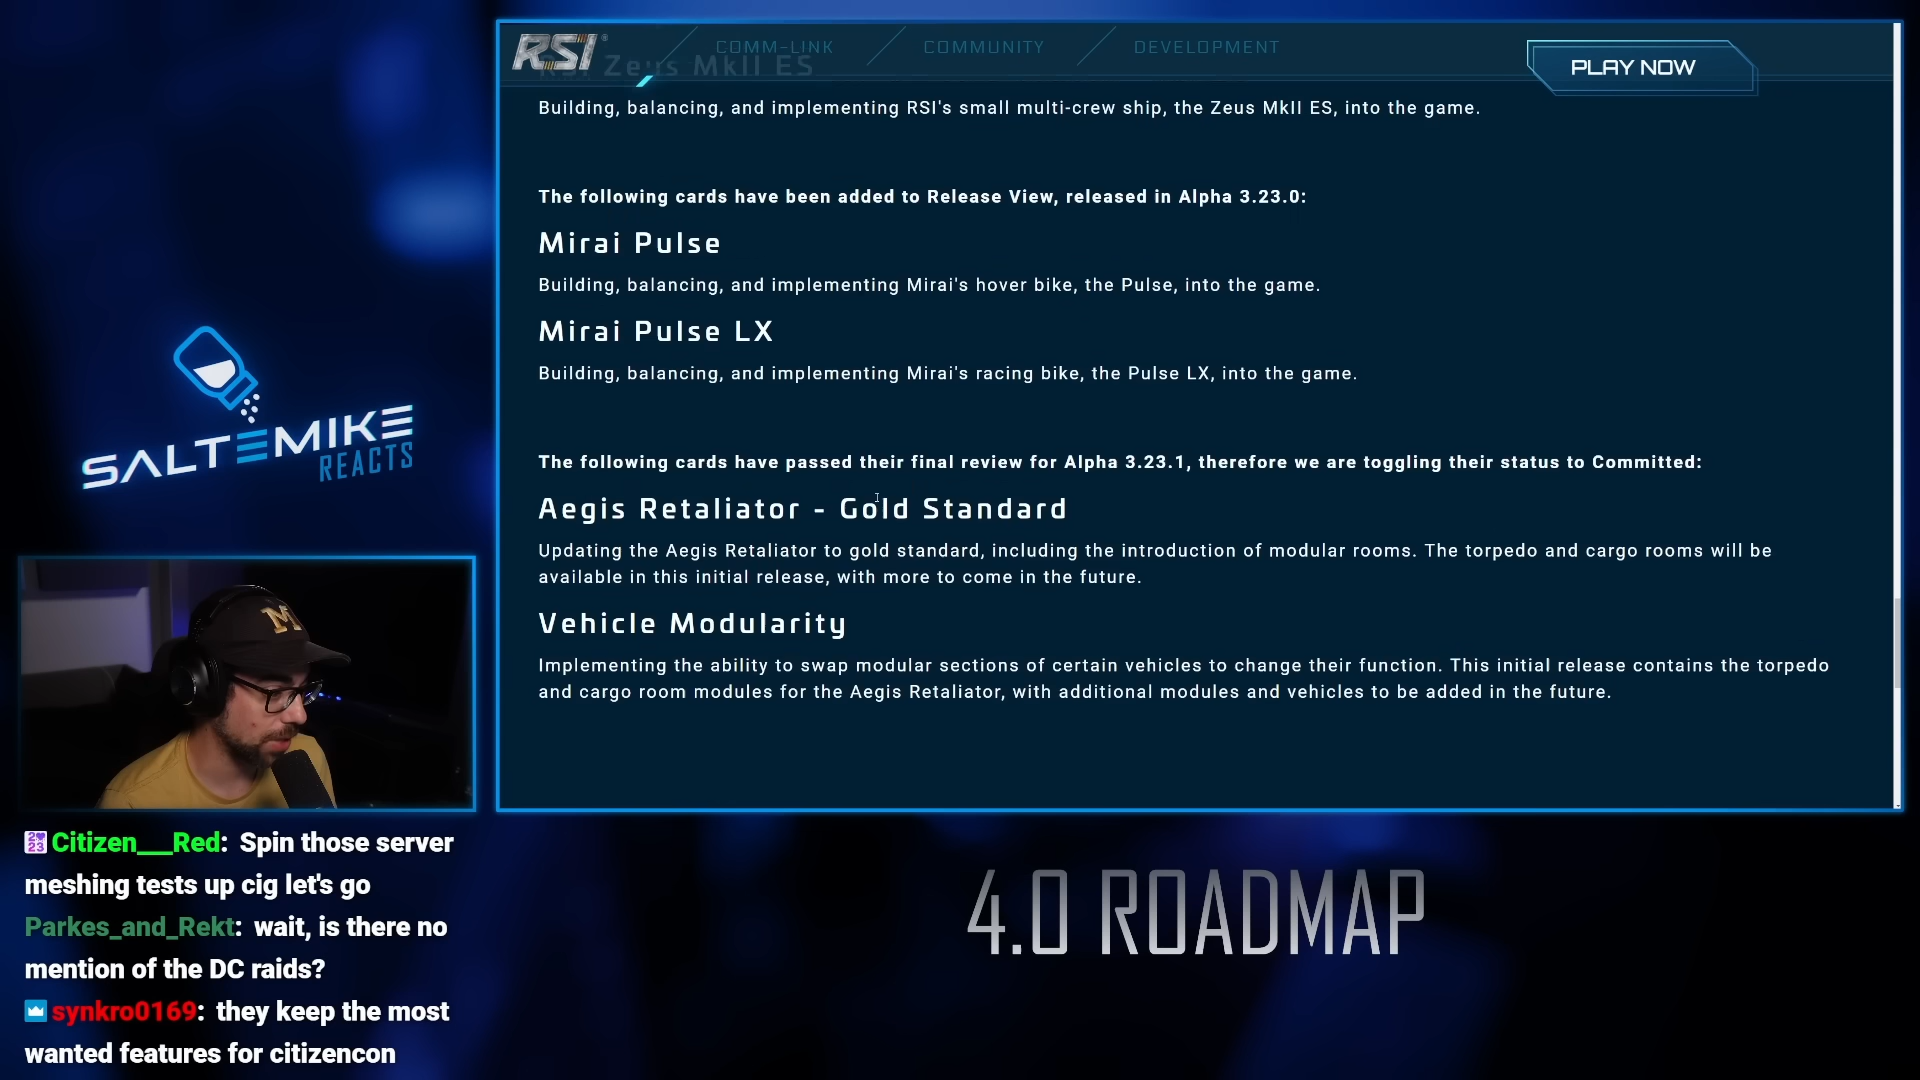 RSI
COMM-LINK
COMMUNITY
DEVELOPMENT
PLAY NOW
RSI Zeus MkII ES
Building, balancing, and implementing RSI's small multi-crew ship, the Zeus MkII ES, into the game.
The following cards have been added to Release View, released in Alpha 3.23.0:
Mirai Pulse
Building, balancing, and implementing Mirai's hover bike, the Pulse, into the game.
Mirai Pulse LX
Building, balancing, and implementing Mirai's racing bike, the Pulse LX, into the game.
The following cards have passed their final review for Alpha 3.23.1, therefore we are toggling their status to Committed:
Aegis Retaliator - Gold Standard
Updating the Aegis Retaliator to gold standard, including the introduction of modular rooms. The torpedo and cargo rooms will be
available in this initial release, with more to come in the future.
Vehicle Modularity
Implementing the ability to swap modular sections of certain vehicles to change their function. This initial release contains the torpedo
and cargo room modules for the Aegis Retaliator, with additional modules and vehicles to be added in the future.
SALTEMIKE
REACTS
M
2023 Citizen___Red: Spin those server
meshing tests up cig let's go
Parkes_and_Rekt: wait, is there no
mention of the DC raids?
synkro0169: they keep the most
wanted features for citizencon
4.0 ROADMAP